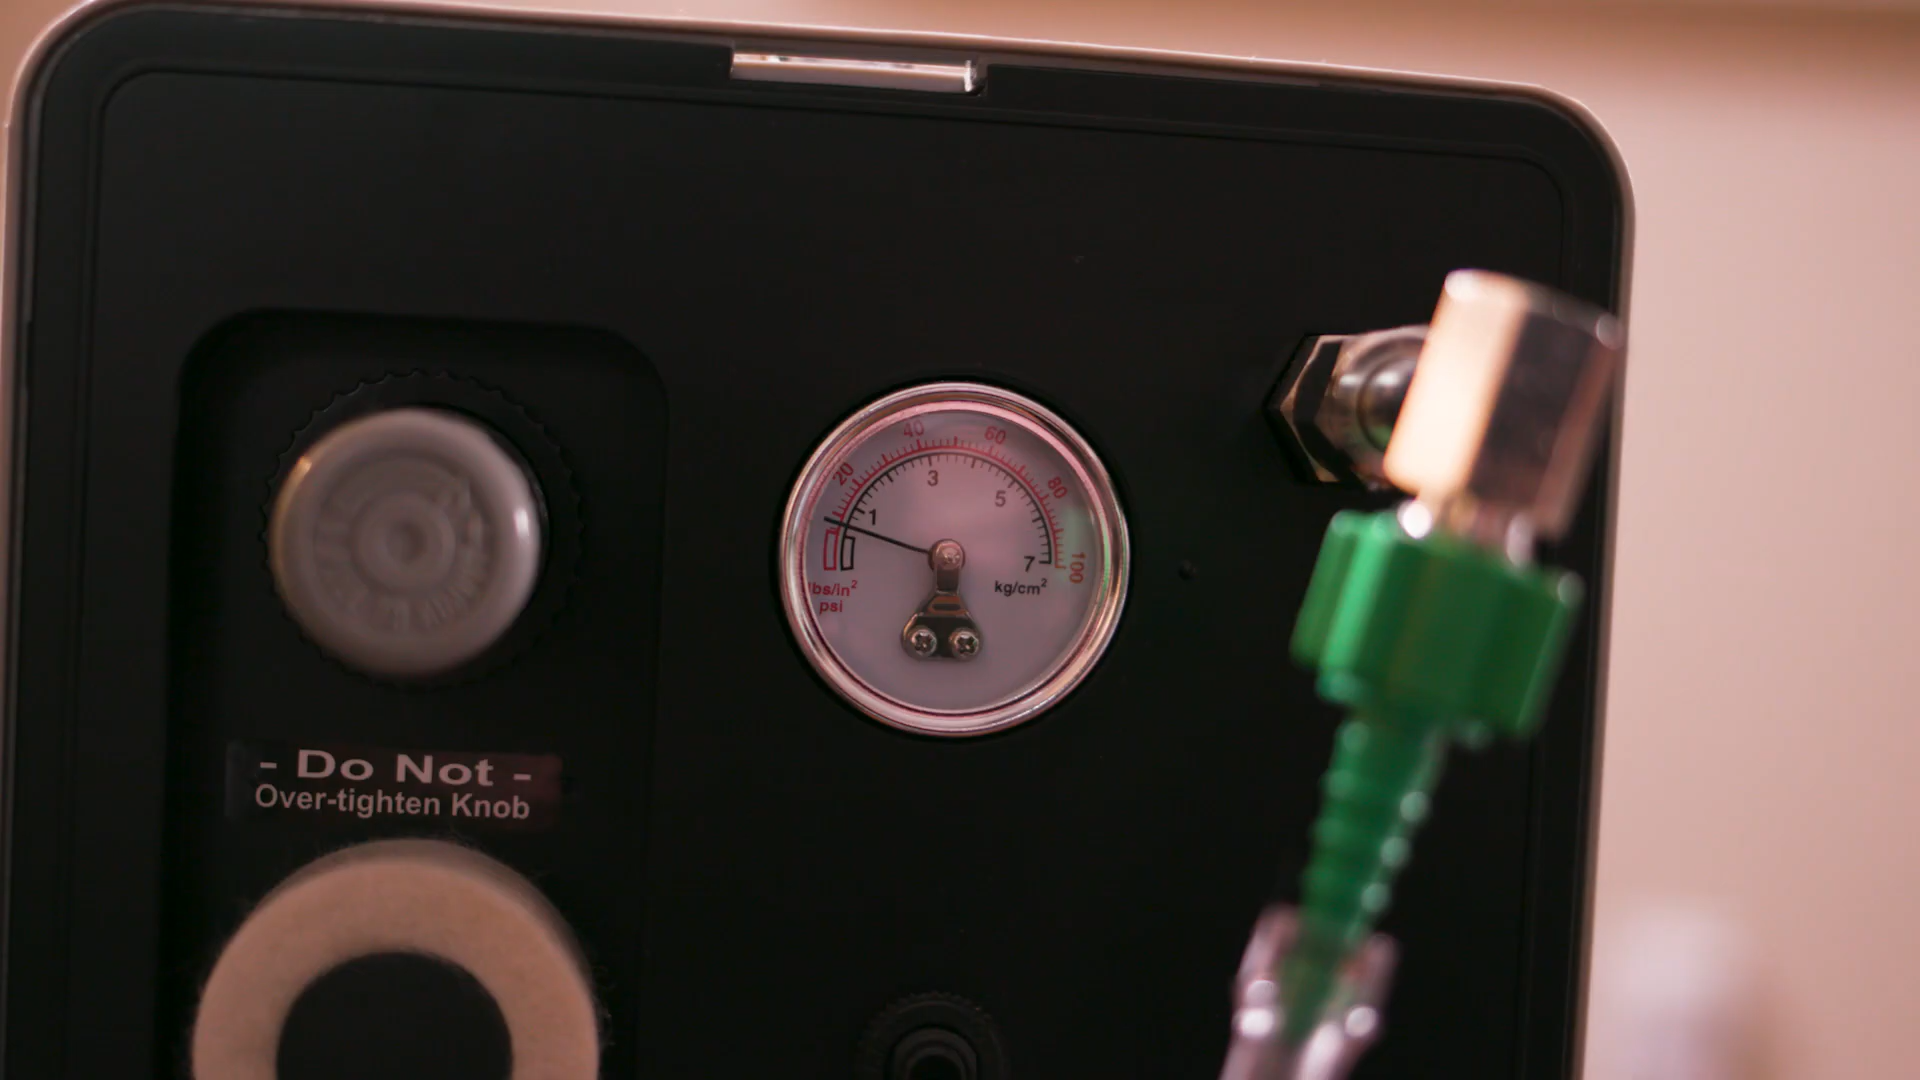 20
40
60
80
100
1
3
5
7
lbs/in²
psi
kg/cm²
- Do Not -
Over-tighten Knob